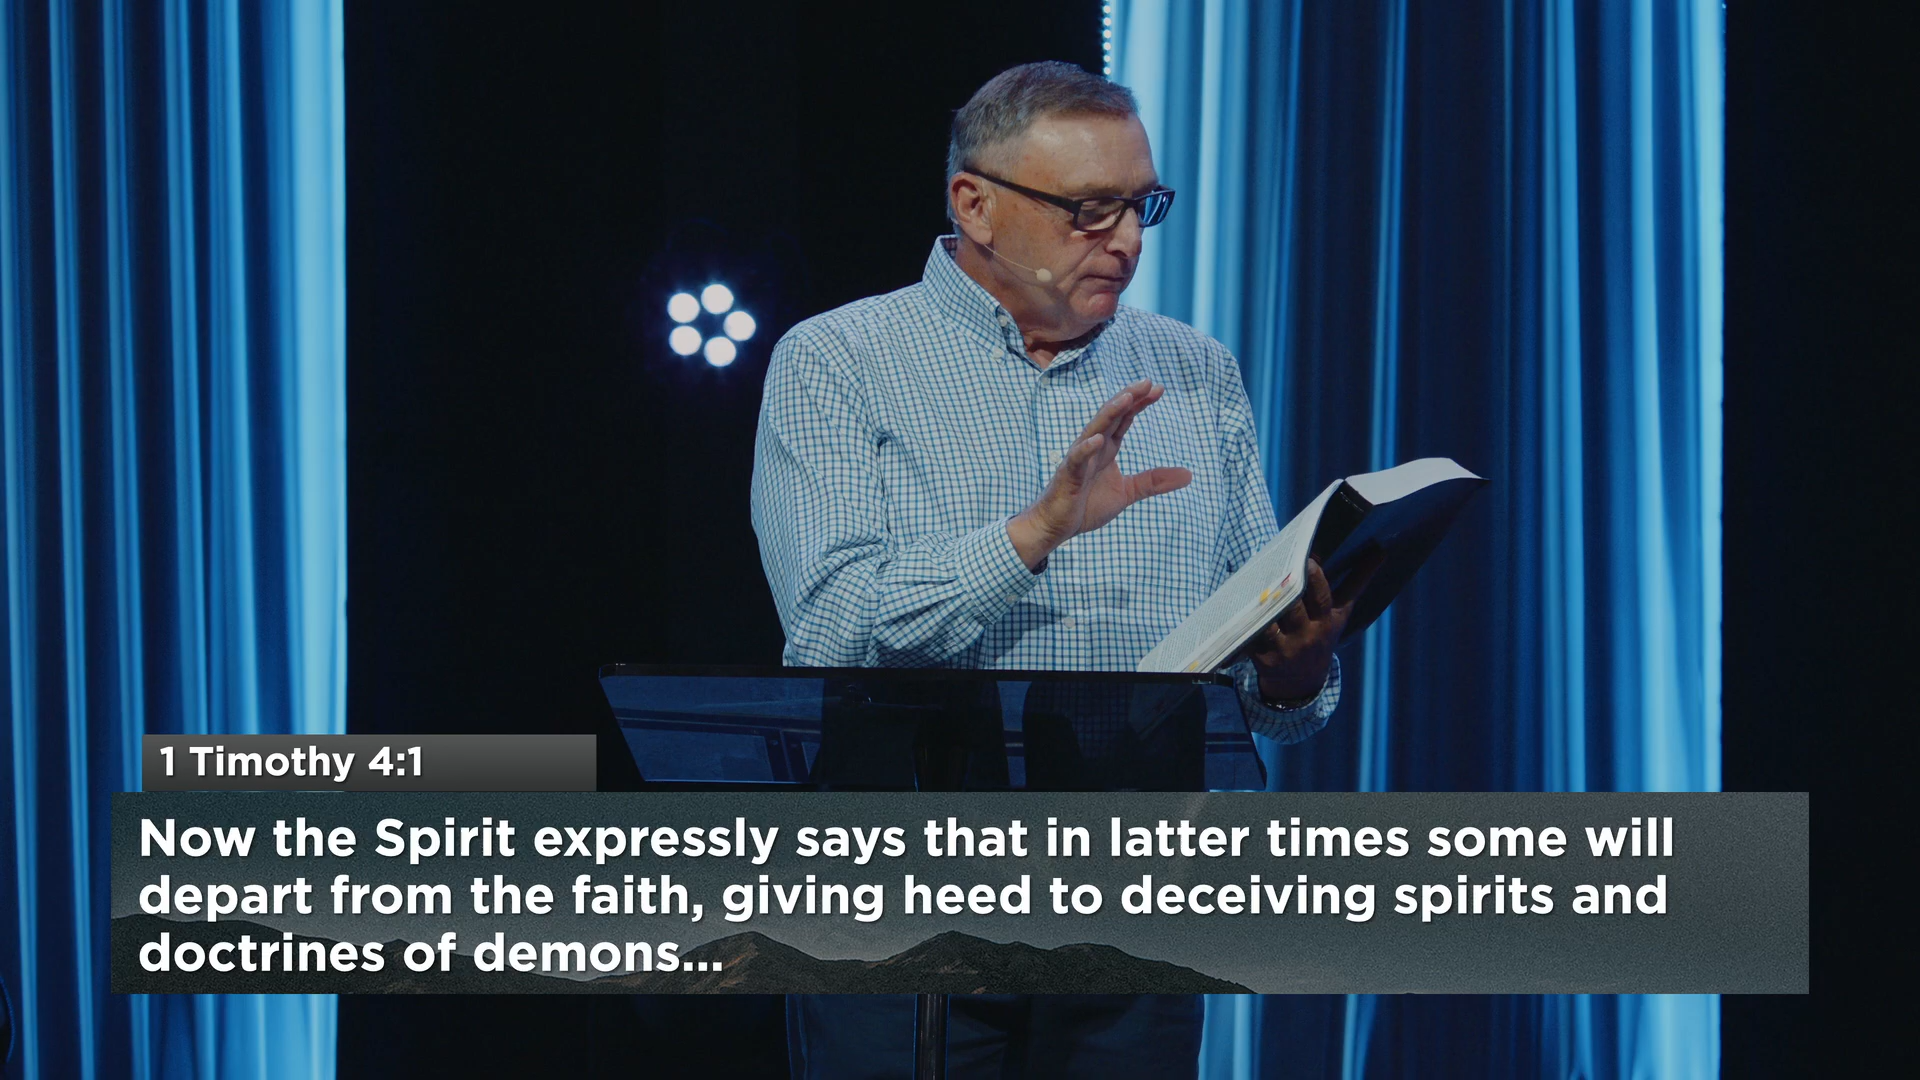 1 Timothy 4:1
Now the Spirit expressly says that in latter times some will
depart from the faith, giving heed to deceiving spirits and
doctrines of demons...